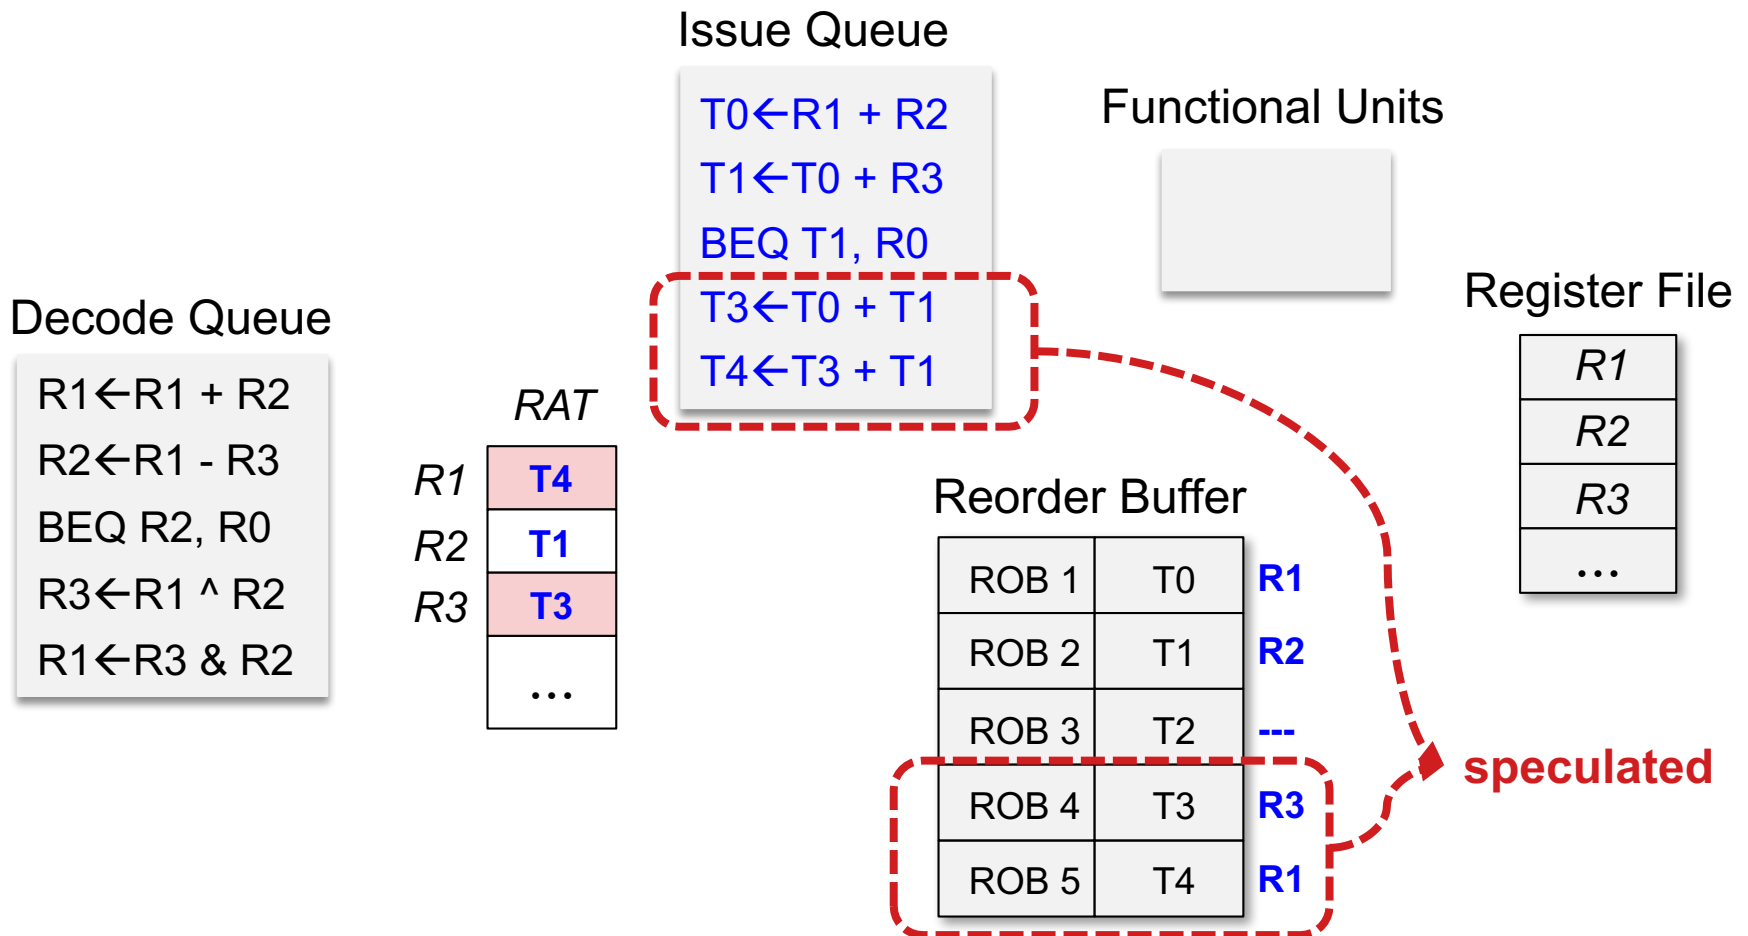 Issue Queue
T0←R1 + R2
T1←T0 + R3
BEQ T1, R0
T3←T0 + T1
T4←T3 + T1
Functional Units
Decode Queue
R1←R1 + R2
R2←R1 - R3
BEQ R2, R0
R3←R1 ^ R2
R1←R3 & R2
RAT
R1 T4
R2 T1
R3 T3
...
Reorder Buffer
ROB 1 T0 R1
ROB 2 T1 R2
ROB 3 T2 ---
ROB 4 T3 R3
ROB 5 T4 R1
Register File
R1
R2
R3
...
speculated